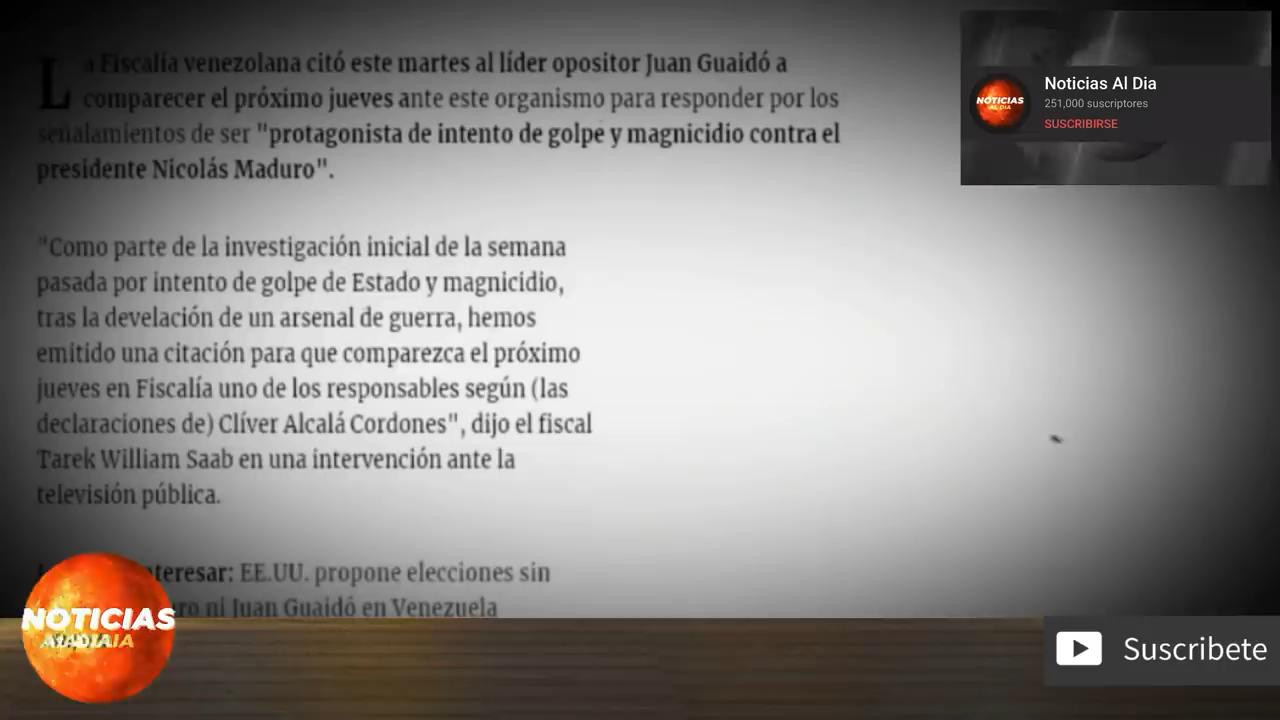 La Fiscalía venezolana citó este martes al líder opositor Juan Guaidó a
comparecer el próximo jueves ante este organismo para responder por los
señalamientos de ser "protagonista de intento de golpe y magnicidio contra el
presidente Nicolás Maduro".
"Como parte de la investigación inicial de la semana
pasada por intento de golpe de Estado y magnicidio,
tras la develación de un arsenal de guerra, hemos
emitido una citación para que comparezca el próximo
jueves en Fiscalía uno de los responsables según (las
declaraciones de) Clíver Alcalá Cordones", dijo el fiscal
Tarek William Saab en una intervención ante la
televisión pública.
EE.UU. propone elecciones sin
ni Juan Guaidó en Venezuela
Noticias Al Dia
251,000 suscriptores
SUSCRIBIRSE
NOTICIAS
AL DIA
NOTICIAS
Suscribete